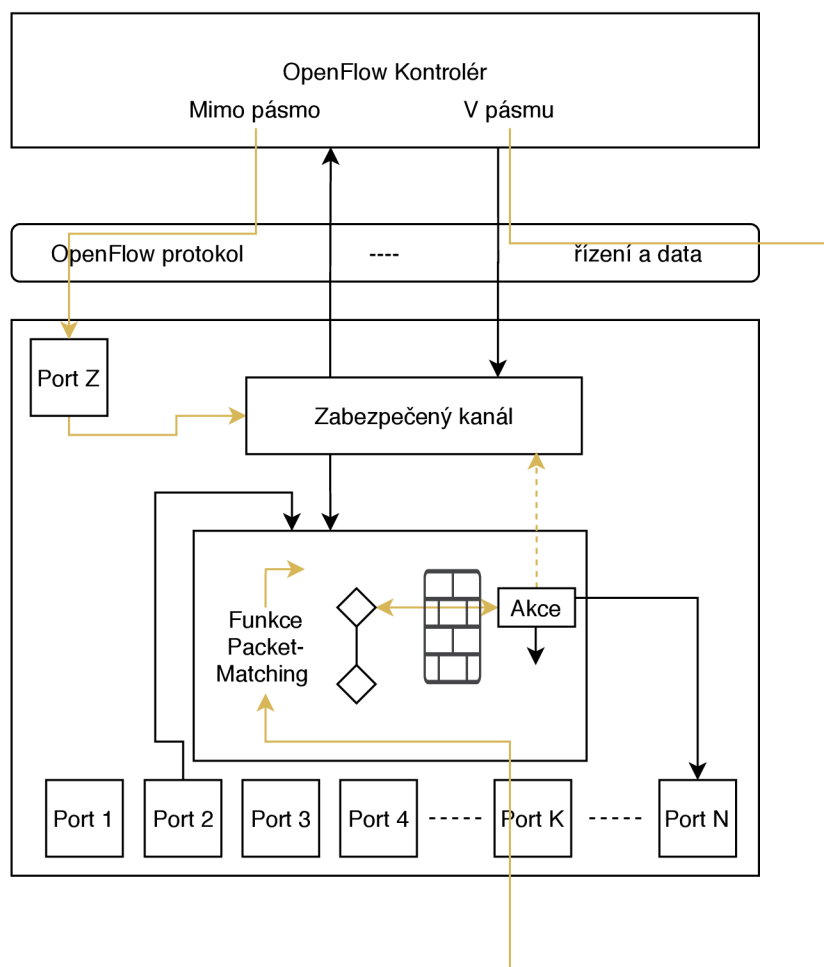 OpenFlow Kontrolér
Mimo pásmo
V pásmu
OpenFlow protokol ---- řízení a data
Port Z
Zabezpečený kanál
Funkce
Packet-
Matching
Akce
Port 1
Port 2
Port 3
Port 4
Port K
Port N